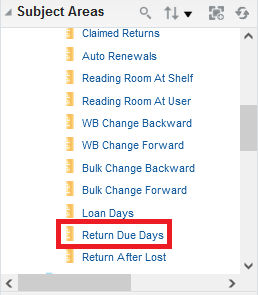 Subject Areas
Claimed Returns
Auto Renewals
Reading Room At Shelf
Reading Room At User
WB Change Backward
WB Change Forward
Bulk Change Backward
Bulk Change Forward
Loan Days
Return Due Days
Return After Lost